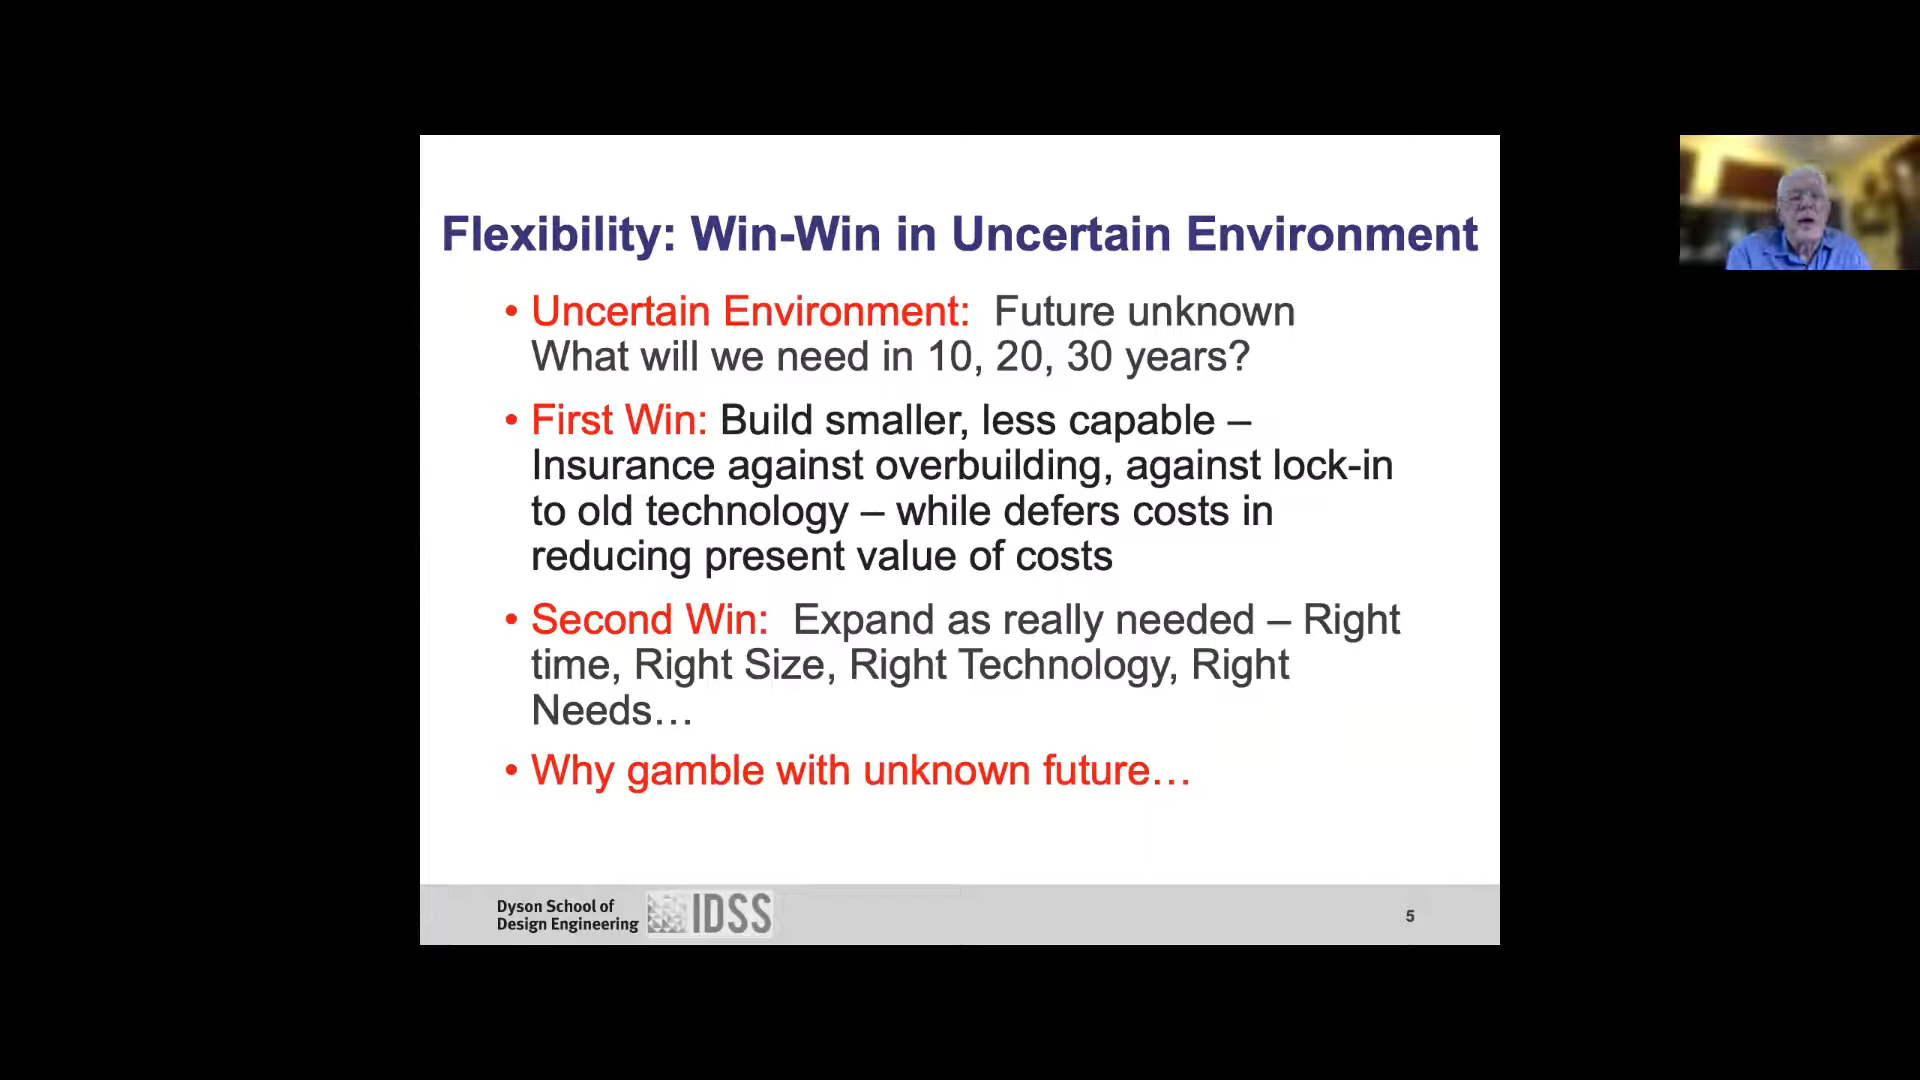 Flexibility: Win-Win in Uncertain Environment
• Uncertain Environment: Future unknown
What will we need in 10, 20, 30 years?
• First Win: Build smaller, less capable –
Insurance against overbuilding, against lock-in
to old technology – while defers costs in
reducing present value of costs
• Second Win: Expand as really needed – Right
time, Right Size, Right Technology, Right
Needs…
• Why gamble with unknown future…
Dyson School of
Design Engineering
IDSS
5